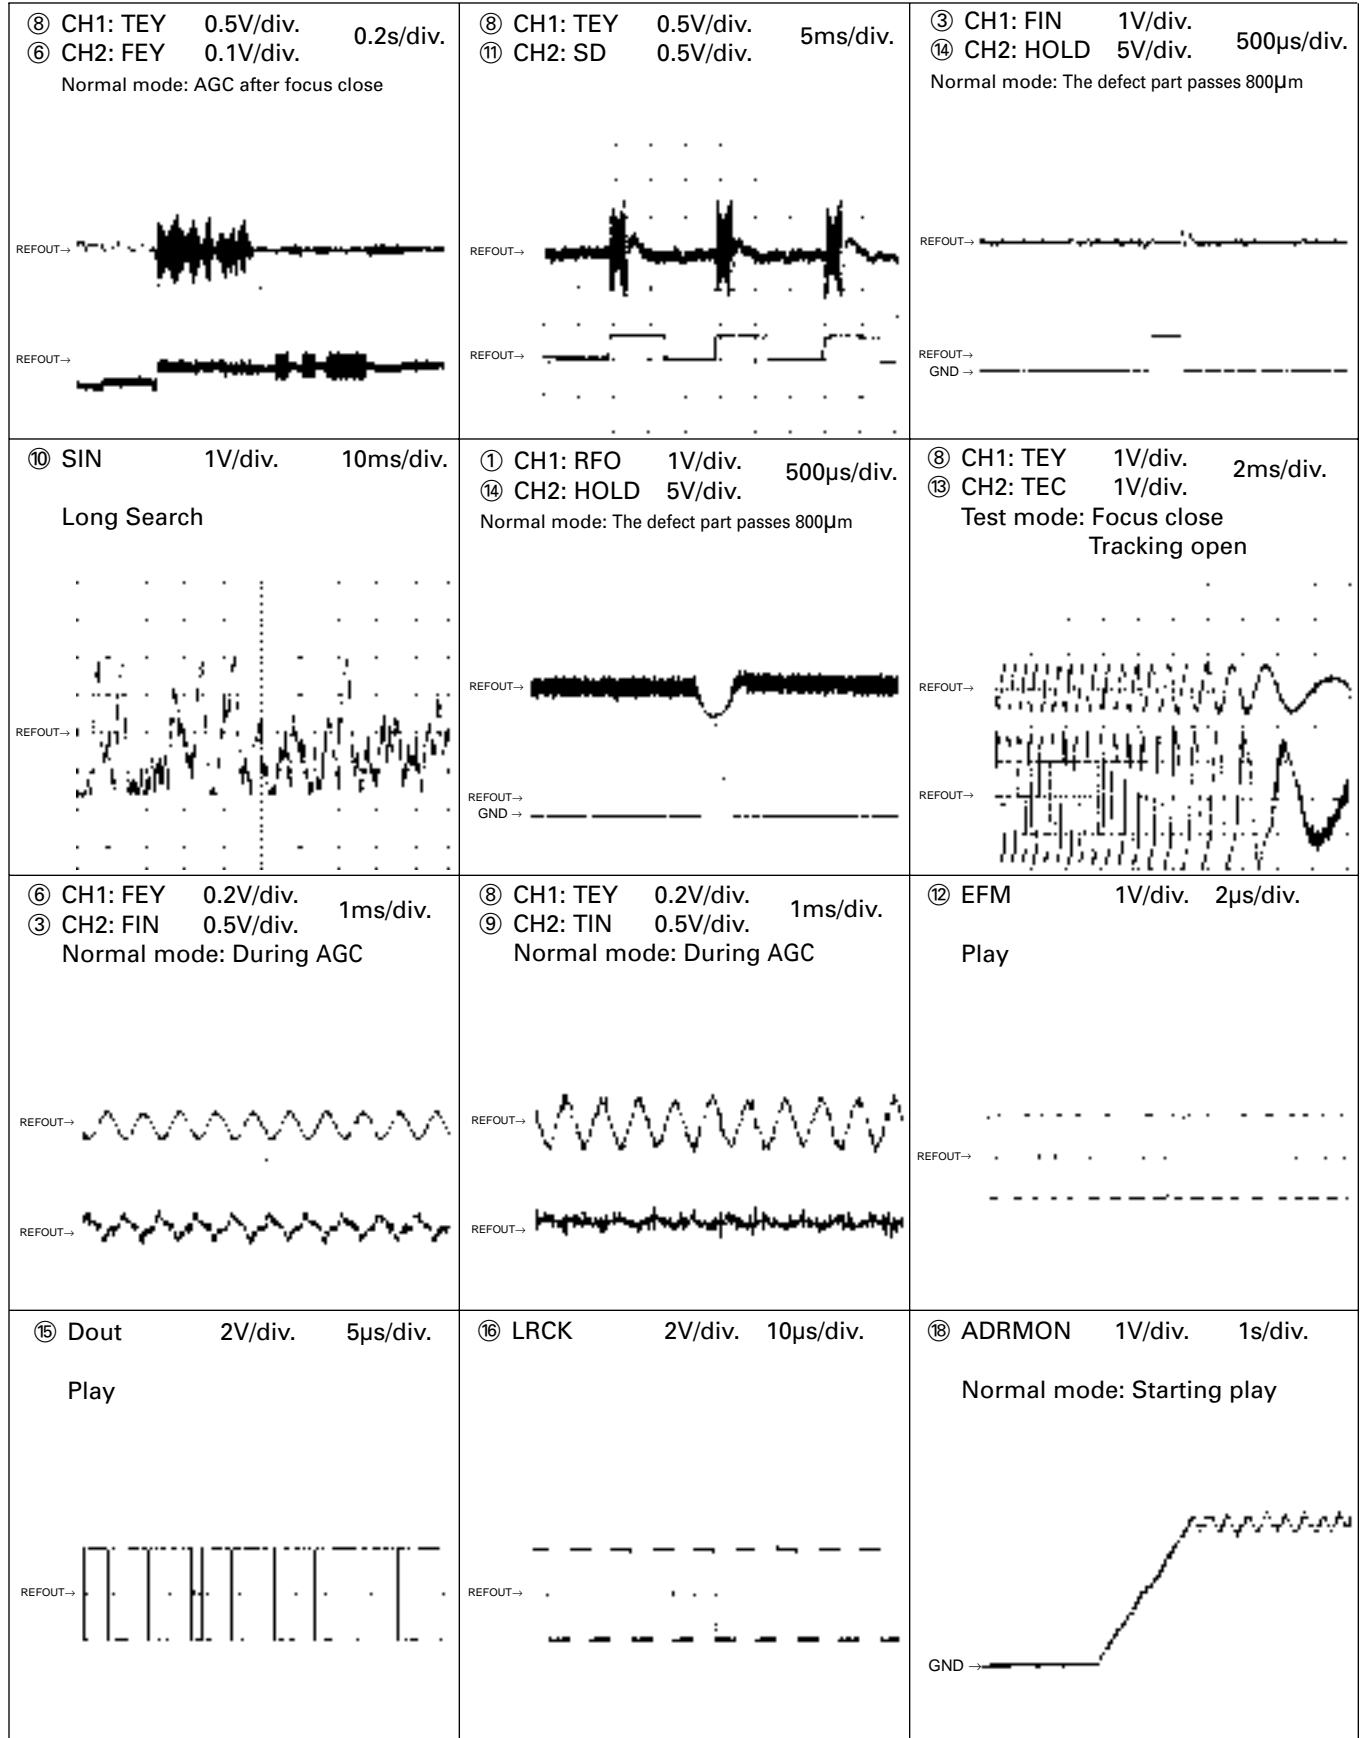 ⑧ CH1: TEY 0.5V/div. 0.2s/div.
⑥ CH2: FEY 0.1V/div.
Normal mode: AGC after focus close
REFOUT→
REFOUT→
⑧ CH1: TEY 0.5V/div. 5ms/div.
⑪ CH2: SD 0.5V/div.
REFOUT→
REFOUT→
③ CH1: FIN 1V/div. 500µs/div.
⑭ CH2: HOLD 5V/div.
Normal mode: The defect part passes 800µm
REFOUT→
REFOUT→
GND →
⑩ SIN 1V/div. 10ms/div.
Long Search
REFOUT→
① CH1: RFO 1V/div. 500µs/div.
⑭ CH2: HOLD 5V/div.
Normal mode: The defect part passes 800µm
REFOUT→
REFOUT→
GND →
⑧ CH1: TEY 1V/div. 2ms/div.
⑬ CH2: TEC 1V/div.
Test mode: Focus close
Tracking open
REFOUT→
REFOUT→
⑥ CH1: FEY 0.2V/div. 1ms/div.
③ CH2: FIN 0.5V/div.
Normal mode: During AGC
REFOUT→
REFOUT→
⑧ CH1: TEY 0.2V/div. 1ms/div.
⑨ CH2: TIN 0.5V/div.
Normal mode: During AGC
REFOUT→
REFOUT→
⑫ EFM 1V/div. 2µs/div.
Play
REFOUT→
⑮ Dout 2V/div. 5µs/div.
Play
REFOUT→
⑯ LRCK 2V/div. 10µs/div.
REFOUT→
⑱ ADRMON 1V/div. 1s/div.
Normal mode: Starting play
GND →